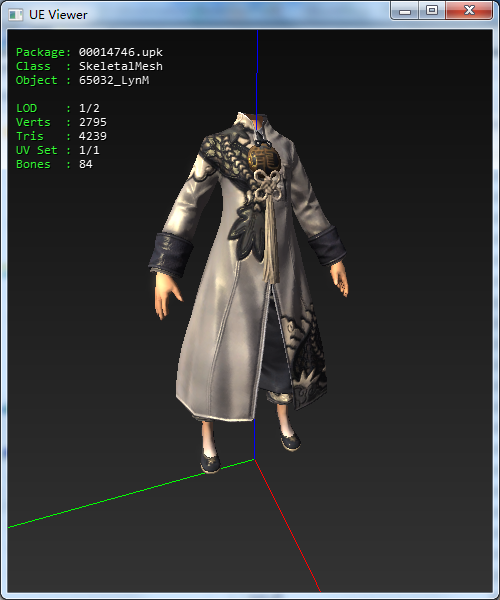 UE Viewer
Package: 00014746.upk
Class : SkeletalMesh
Object : 65032_LynM
LOD : 1/2
Verts : 2795
Tris : 4239
UV Set : 1/1
Bones : 84